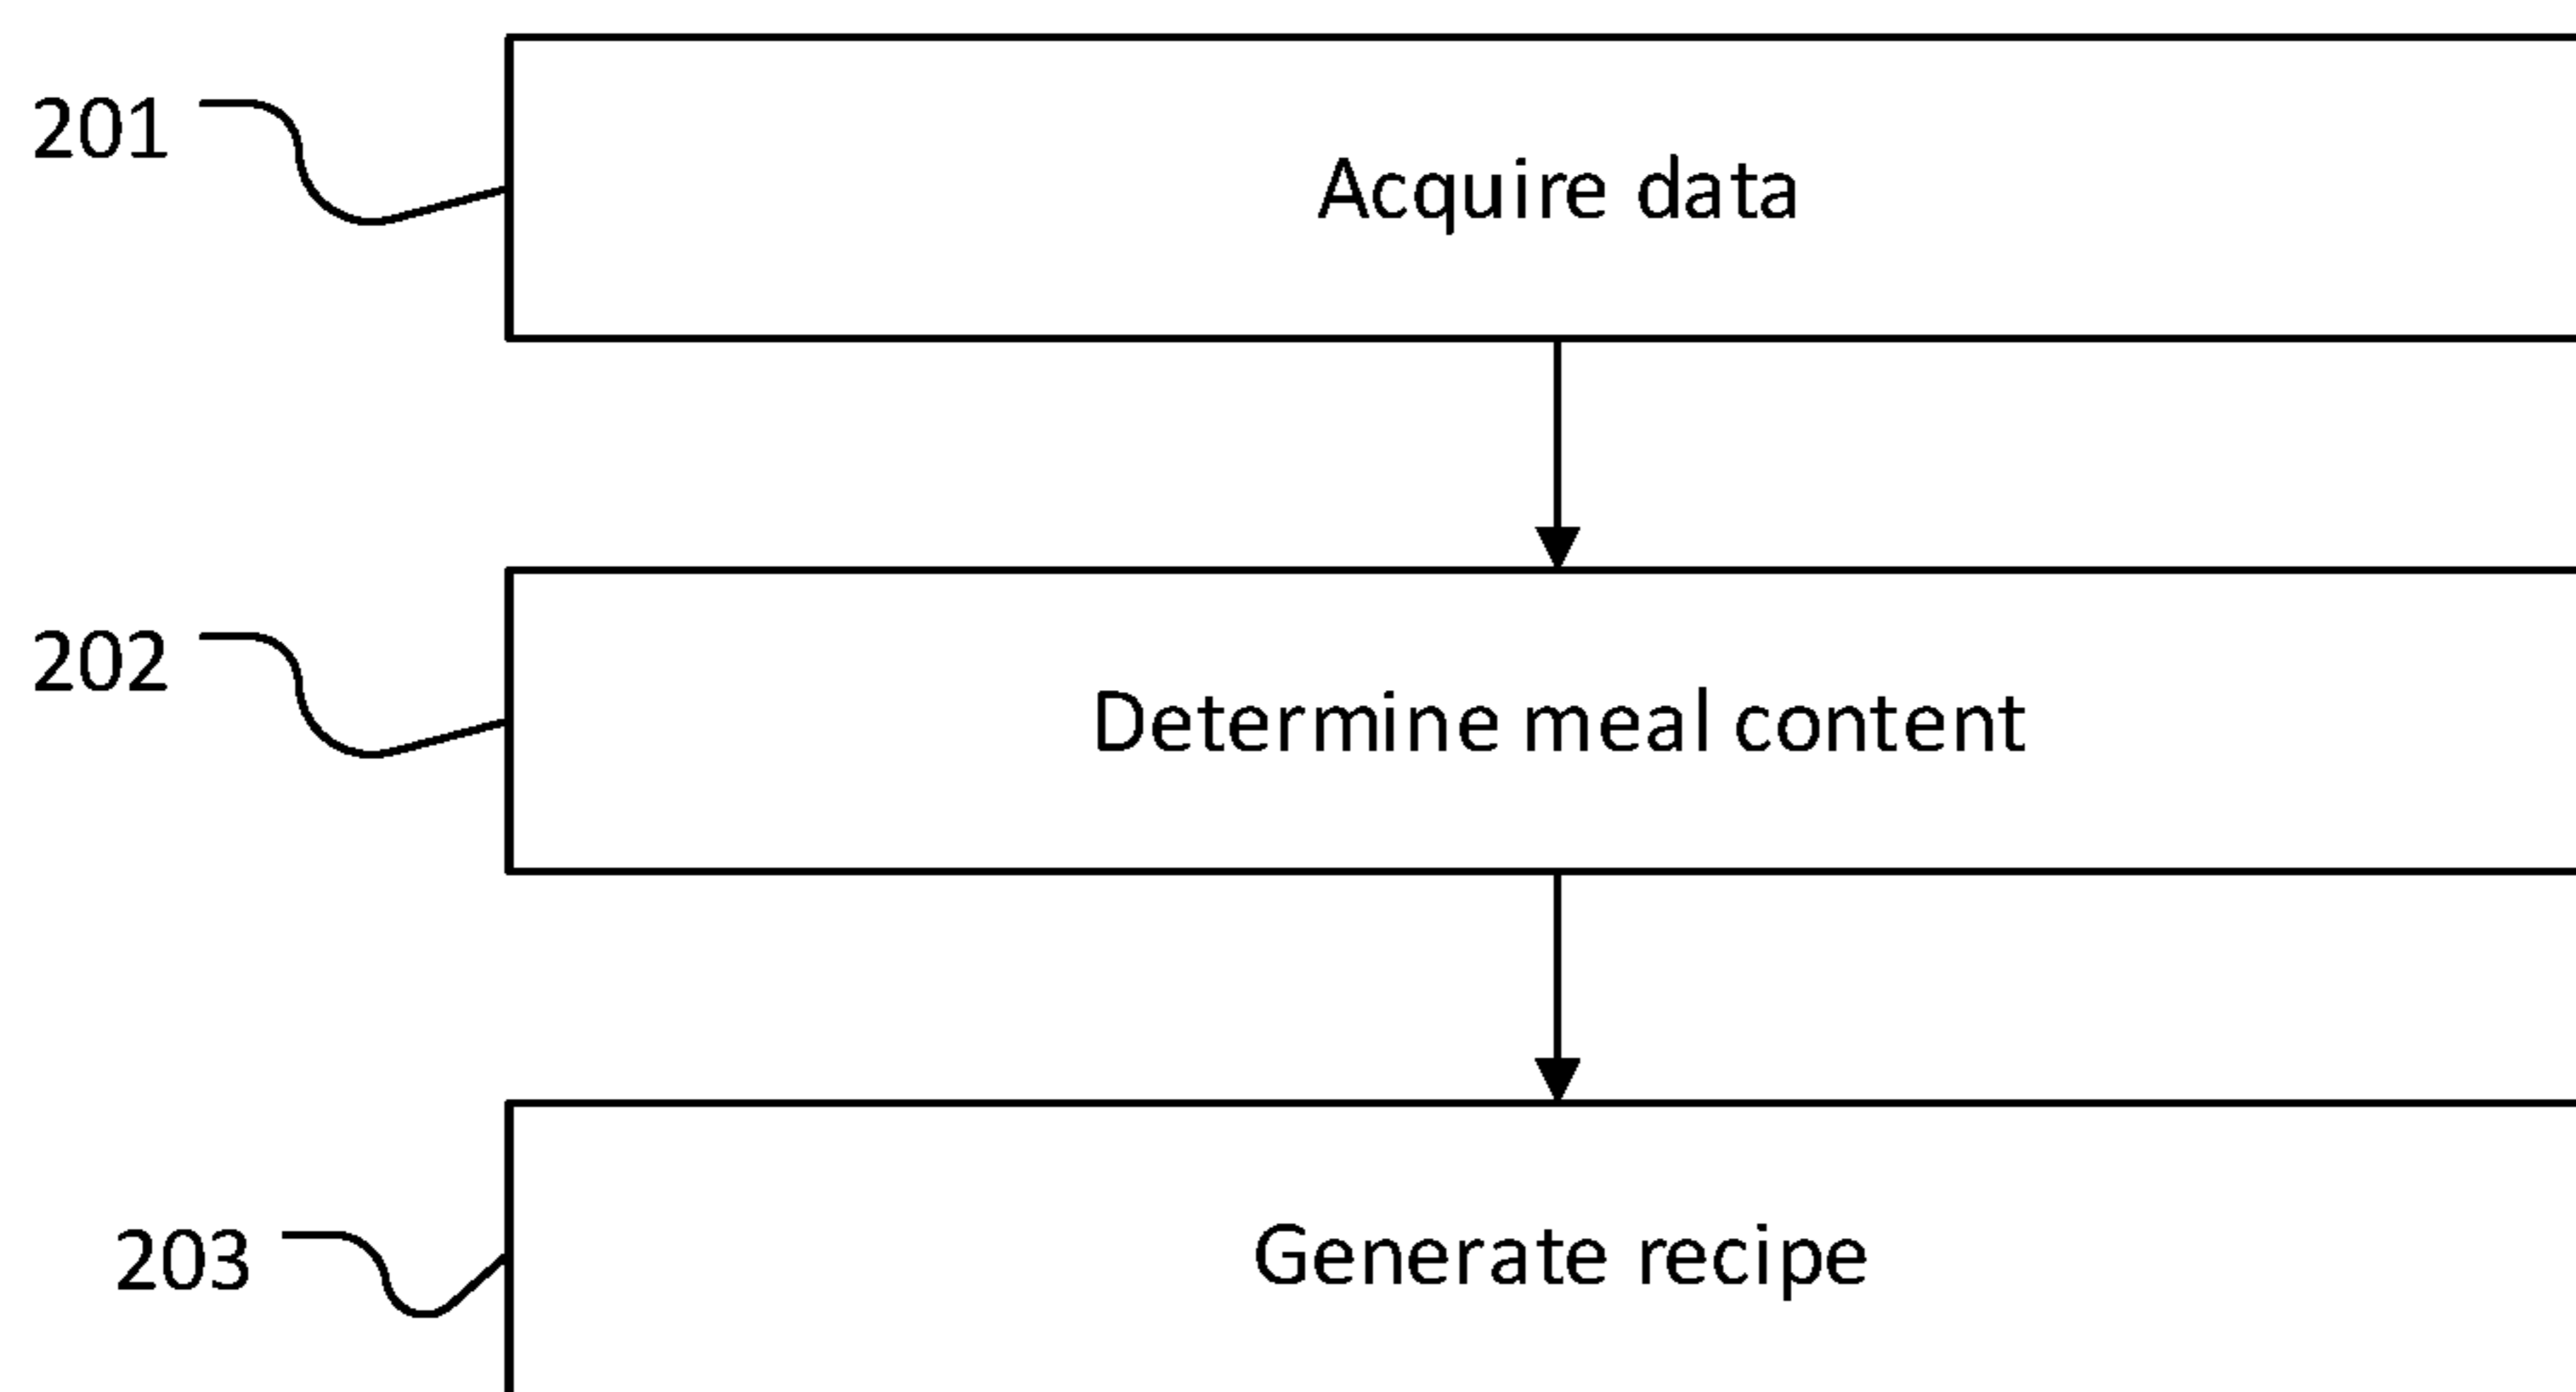 201
Acquire data
202
Determine meal content
203
Generate recipe